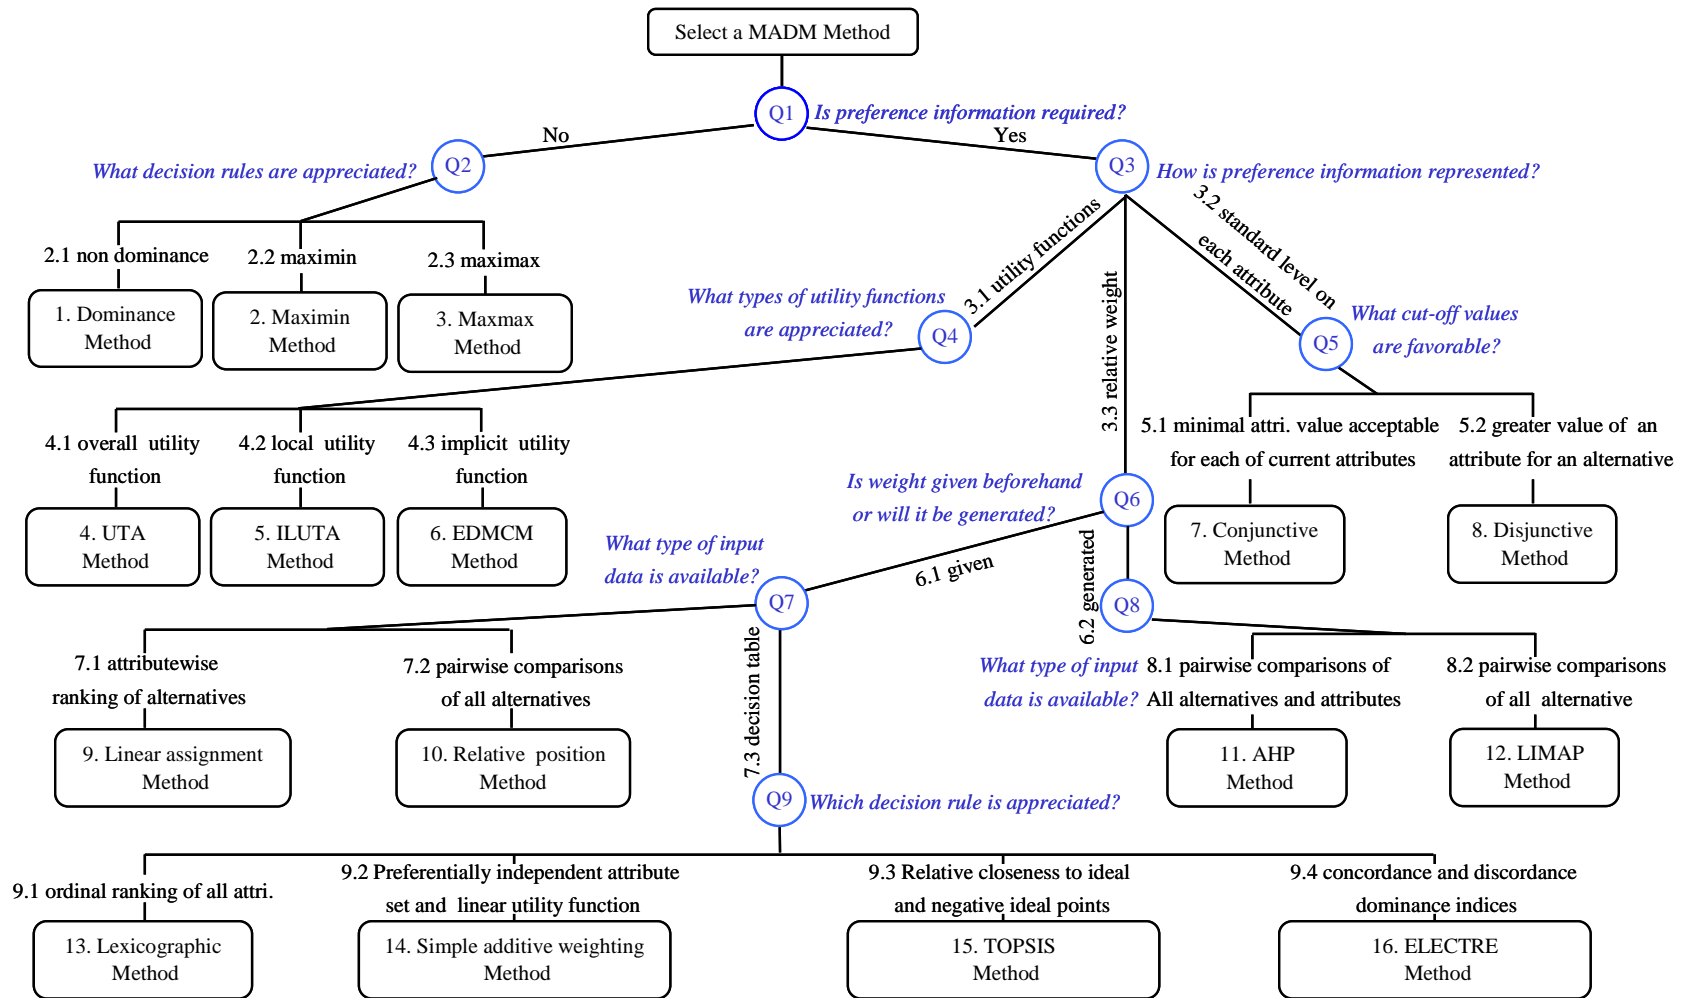 Select a MADM Method
Q1
Is preference information required?
No
Yes
Q2
What decision rules are appreciated?
Q3
How is preference information represented?
2.1 non dominance
2.2 maximin
2.3 maximax
1. Dominance
Method
2. Maximin
Method
3. Maxmax
Method
3.1 utility functions
3.3 relative weight
3.2 standard level on
each attribute
What types of utility functions
are appreciated?
Q4
Q5
What cut-off values
are favorable?
4.1 overall utility
function
4.2 local utility
function
4.3 implicit utility
function
4. UTA
Method
5. ILUTA
Method
6. EDMCM
Method
5.1 minimal attri. value acceptable
for each of current attributes
5.2 greater value of an
attribute for an alternative
7. Conjunctive
Method
8. Disjunctive
Method
Is weight given beforehand
or will it be generated?
Q6
6.1 given
6.2 generated
What type of input
data is available?
Q7
Q8
7.1 attributewise
ranking of alternatives
7.2 pairwise comparisons
of all alternatives
7.3 decision table
What type of input
data is available?
8.1 pairwise comparisons of
All alternatives and attributes
8.2 pairwise comparisons
of all alternative
9. Linear assignment
Method
10. Relative position
Method
11. AHP
Method
12. LIMAP
Method
Q9
Which decision rule is appreciated?
9.1 ordinal ranking of all attri.
9.2 Preferentially independent attribute
set and linear utility function
9.3 Relative closeness to ideal
and negative ideal points
9.4 concordance and discordance
dominance indices
13. Lexicographic
Method
14. Simple additive weighting
Method
15. TOPSIS
Method
16. ELECTRE
Method